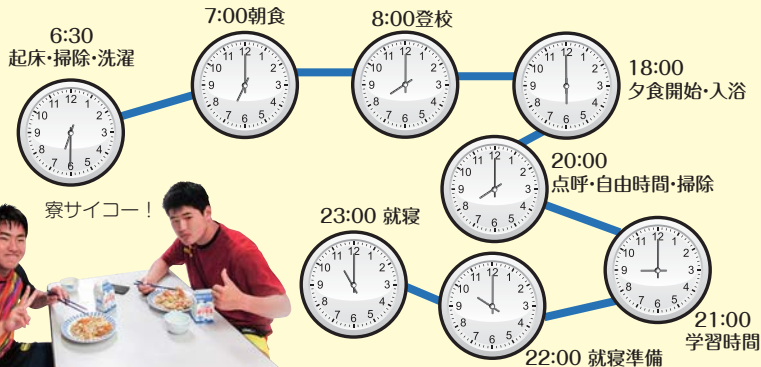 6:30
起床・掃除・洗濯
7:00朝食
8:00登校
18:00
夕食開始・入浴
20:00
点呼・自由時間・掃除
21:00
学習時間
22:00 就寝準備
23:00 就寝
寮サイコー！